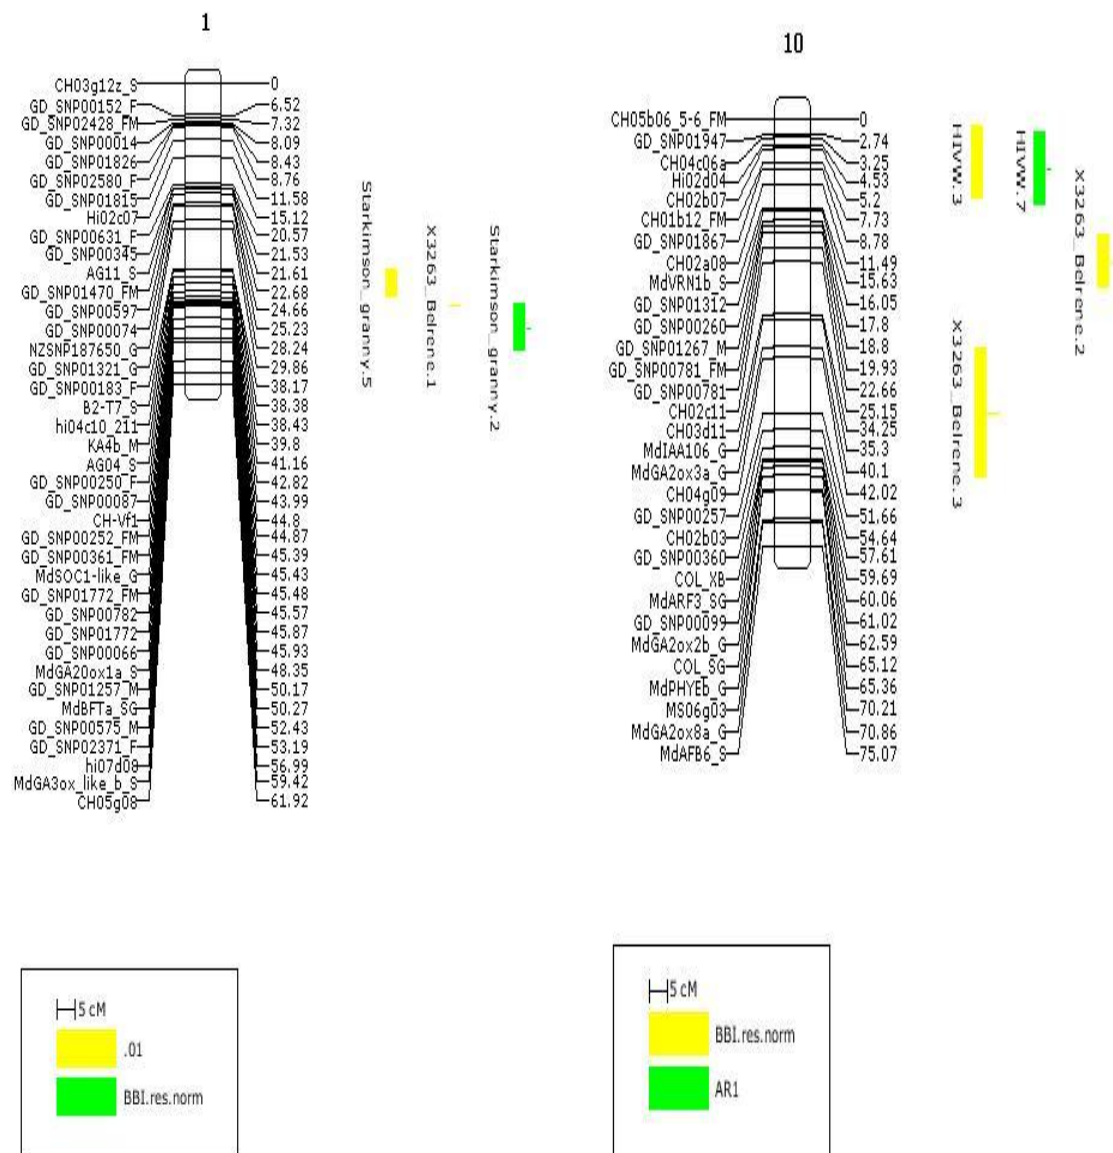 1
CH03g12z_S 0
GD_SNP00152_F 6.52
GD_SNP02428_FM 7.32
GD_SNP00014 8.09
GD_SNP01826 8.43
GD_SNP02580_F 8.76
GD_SNP01815 11.58
Hi02c07 15.12
GD_SNP00631_F 20.57
GD_SNP00345 21.53
AG11_S 21.61
GD_SNP01470_FM 22.68
GD_SNP00597 24.66
GD_SNP00074 25.23
NZSNP187650_G 28.24
GD_SNP01321_G 29.86
GD_SNP00183_F 38.17
B2-T7_S 38.38
hi04c10_211 38.43
KA4b_M 39.8
AG04_S 41.16
GD_SNP00250_F 42.82
GD_SNP00087 43.99
CH-Vf1 44.8
GD_SNP00252_FM 44.87
GD_SNP00361_FM 45.39
MdSOC1-like_G 45.43
GD_SNP01772_FM 45.48
GD_SNP00782 45.57
GD_SNP01772 45.87
GD_SNP00066 45.93
MdGA20ox1a_S 48.35
GD_SNP01257_M 50.17
MdBFTa_SG 50.27
GD_SNP00575_M 52.43
GD_SNP02371_F 53.19
hi07d08 56.99
MdGA3ox_like_b_S 59.42
CH05g08 61.92
Starkimson_granny.5
X3263_Belrene.1
Starkimson_granny.2
5 cM
.01
BBI.res.norm
10
CH05b06_5-6_FM 0
GD_SNP01947 2.74
CH04c06a 3.25
Hi02d04 4.53
CH02b07 5.2
CH01b12_FM 7.73
GD_SNP01867 8.78
CH02a08 11.49
MdVRN1b_S 15.63
GD_SNP01312 16.05
GD_SNP00260 17.8
GD_SNP01267_M 18.8
GD_SNP00781_FM 19.93
GD_SNP00781 22.66
CH02c11 25.15
CH03d11 34.25
MdIAA106_G 35.3
MdGA2ox3a_G 40.1
CH04g09 42.02
GD_SNP00257 51.66
CH02b03 54.64
GD_SNP00360 57.61
COL_XB 59.69
MdARF3_SG 60.06
GD_SNP00099 61.02
MdGA2ox2b_G 62.59
COL_SG 65.12
MdPHYEb_G 65.36
MS06g03 70.21
MdGA2ox8a_G 70.86
MdAFB6_S 75.07
HIVW.3
HIVW.7
X3263_Belrene.2
X3263_Belrene.3
5 cM
BBI.res.norm
AR1